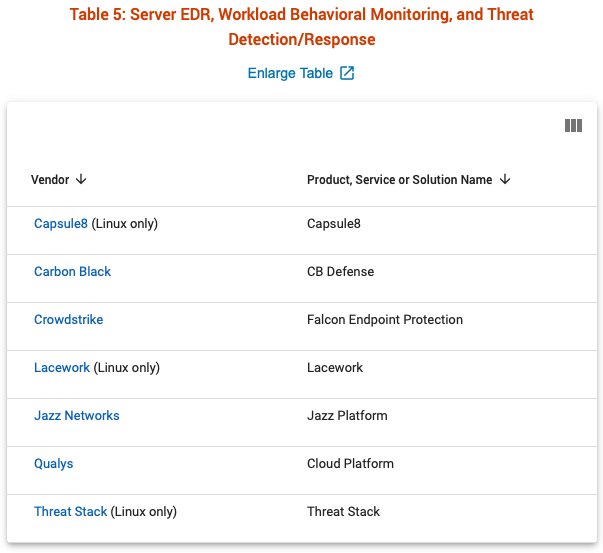 Table 5: Server EDR, Workload Behavioral Monitoring, and Threat
Detection/Response
Enlarge Table
Vendor Product, Service or Solution Name
Capsule8 (Linux only) Capsule8
Carbon Black CB Defense
Crowdstrike Falcon Endpoint Protection
Lacework (Linux only) Lacework
Jazz Networks Jazz Platform
Qualys Cloud Platform
Threat Stack (Linux only) Threat Stack